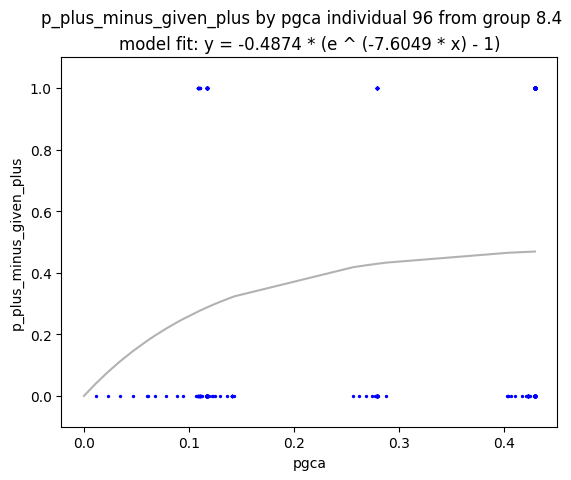 p_plus_minus_given_plus by pgca individual 96 from group 8.4
model fit: y = -0.4874 * (e ^ (-7.6049 * x) - 1)
p_plus_minus_given_plus
1.0
0.8
0.6
0.4
0.2
0.0
0.0 0.1 0.2 0.3 0.4
pgca